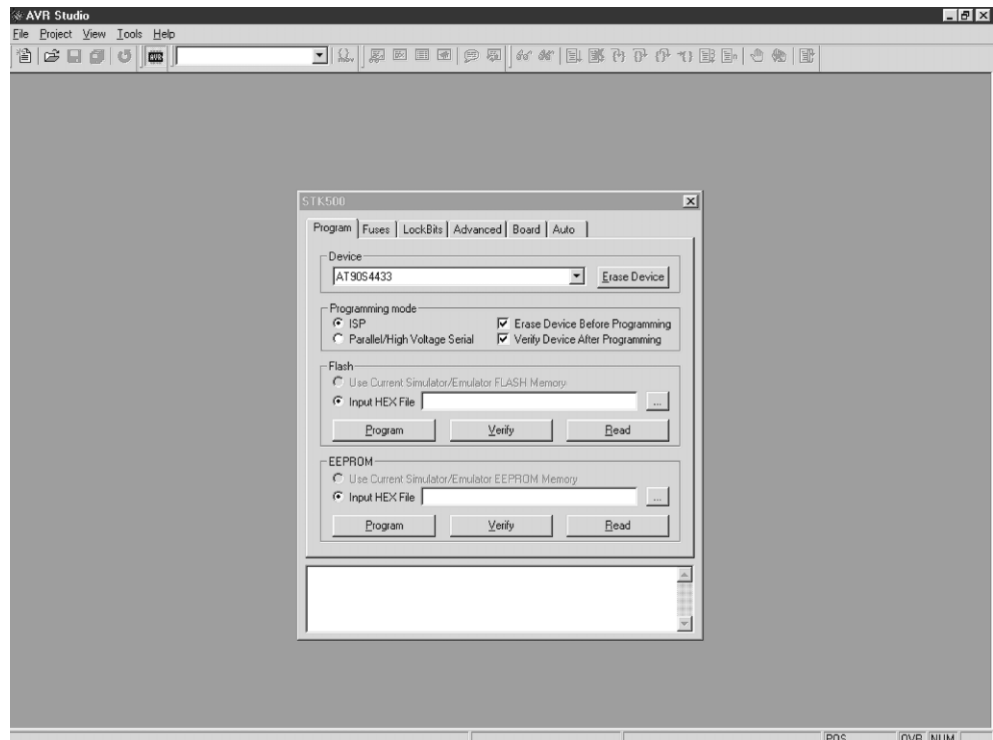 AVR Studio
File Project View Tools Help
AVR
STK500
Program Fuses LockBits Advanced Board Auto
Device
AT90S4433 Erase Device
Programming mode
ISP Erase Device Before Programming
Parallel/High Voltage Serial Verify Device After Programming
Flash
Use Current Simulator/Emulator FLASH Memory
Input HEX File ...
Program Verify Read
EEPROM
Use Current Simulator/Emulator EEPROM Memory
Input HEX File ...
Program Verify Read
POS OVR NUM